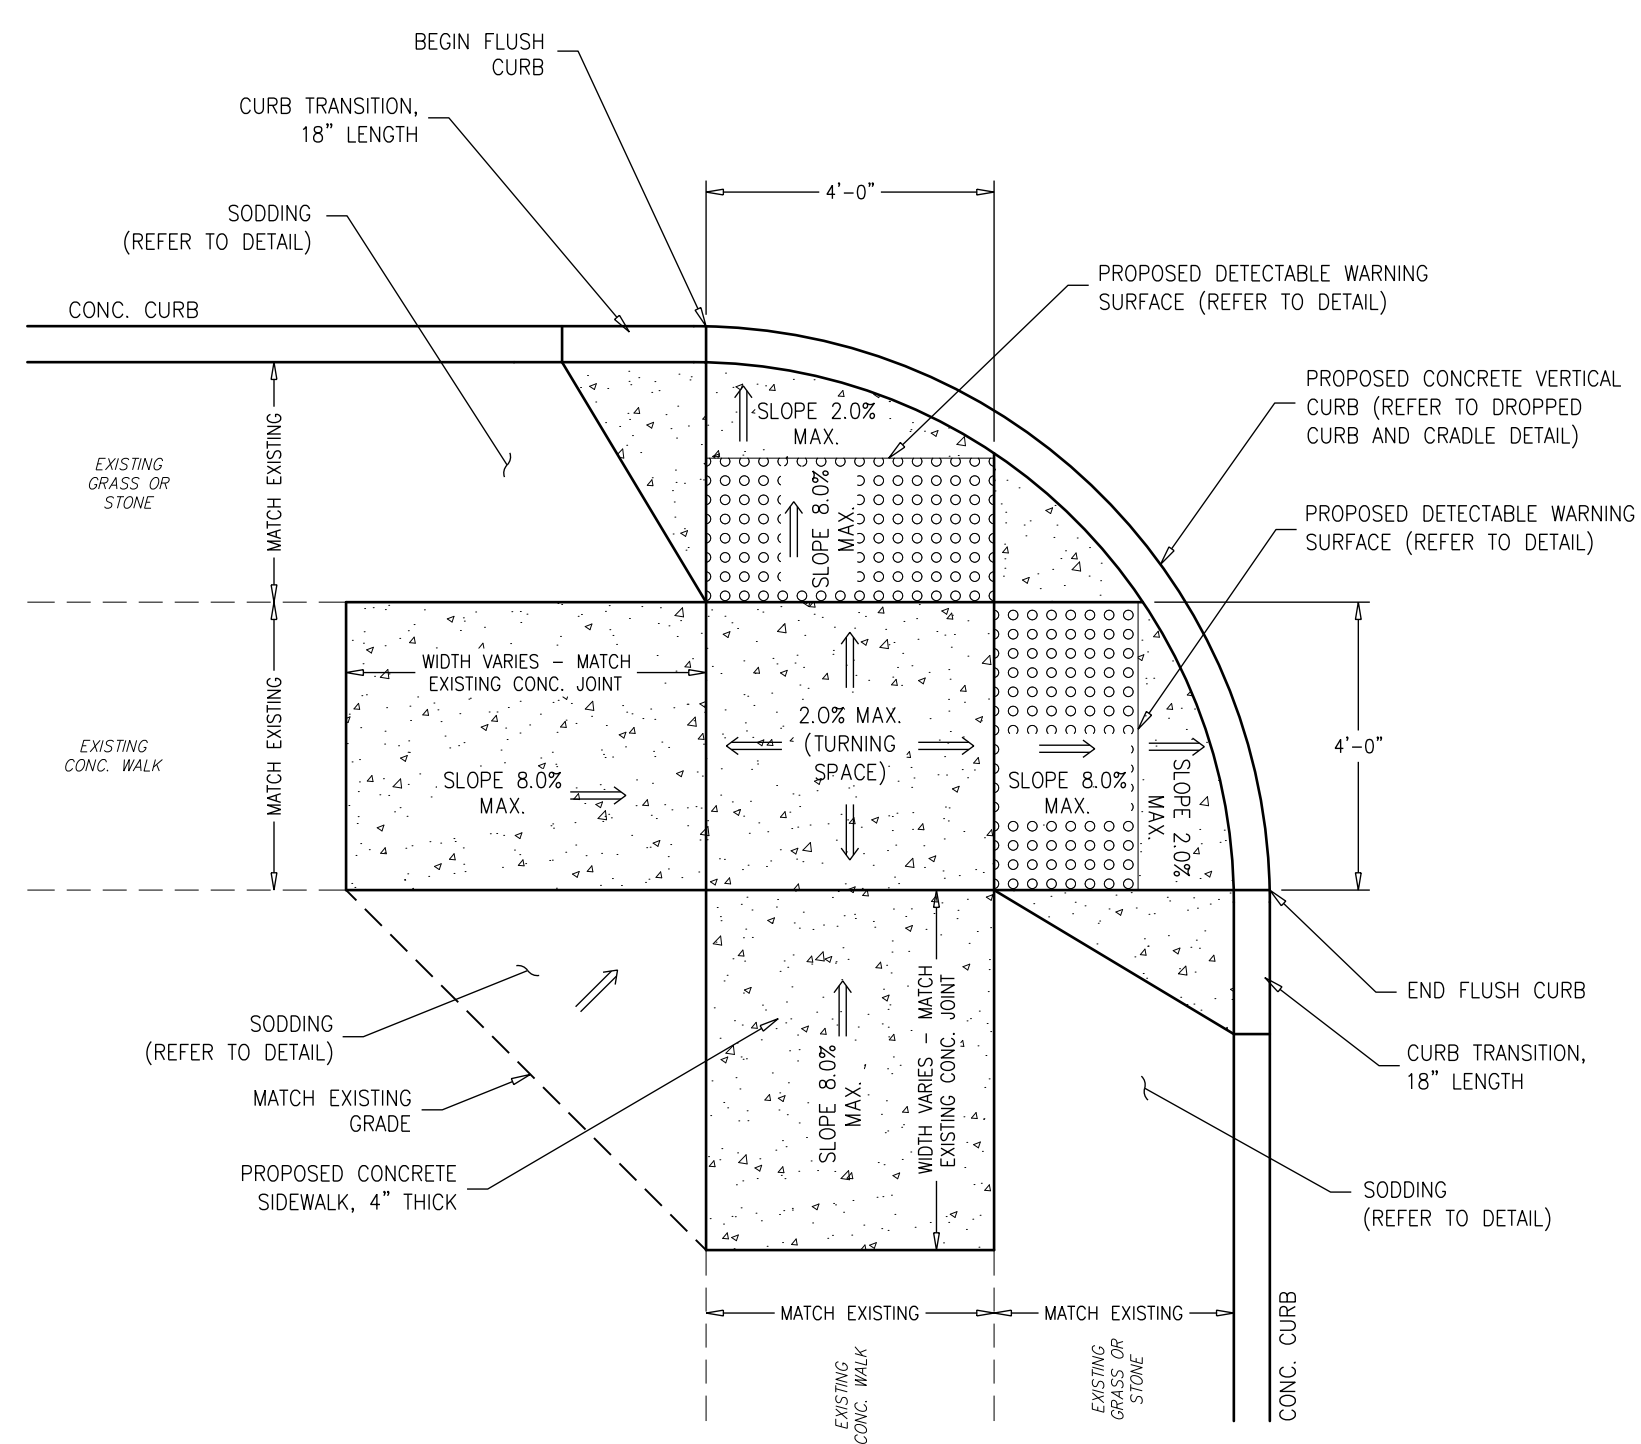 BEGIN FLUSH
CURB
CURB TRANSITION,
18" LENGTH
4'-0"
SODDING
(REFER TO DETAIL)
PROPOSED DETECTABLE WARNING
SURFACE (REFER TO DETAIL)
CONC. CURB
PROPOSED CONCRETE VERTICAL
CURB (REFER TO DROPPED
CURB AND CRADLE DETAIL)
SLOPE 2.0%
MAX.
EXISTING
GRASS OR
STONE
MATCH EXISTING
SLOPE 8.0%
MAX.
PROPOSED DETECTABLE WARNING
SURFACE (REFER TO DETAIL)
WIDTH VARIES - MATCH
EXISTING CONC. JOINT
2.0% MAX.
(TURNING
SPACE)
4'-0"
EXISTING
CONC. WALK
MATCH EXISTING
SLOPE 8.0%
MAX.
SLOPE 8.0%
MAX.
SLOPE 2.0%
MAX.
END FLUSH CURB
SODDING
(REFER TO DETAIL)
CURB TRANSITION,
18" LENGTH
MATCH EXISTING
GRADE
SLOPE 8.0%
MAX.
WIDTH VARIES - MATCH
EXISTING CONC. JOINT
PROPOSED CONCRETE
SIDEWALK, 4" THICK
SODDING
(REFER TO DETAIL)
MATCH EXISTING
MATCH EXISTING
EXISTING
CONC. WALK
EXISTING
GRASS OR
STONE
CONC. CURB